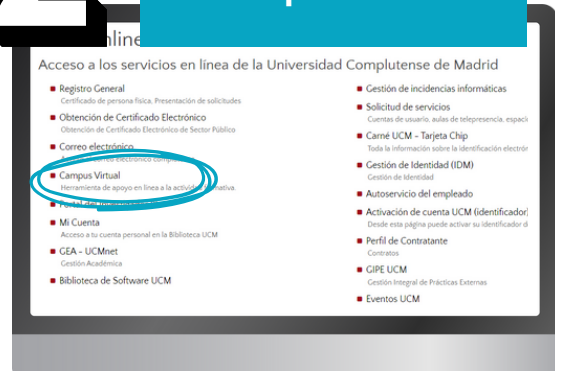 nline
Acceso a los servicios en línea de la Universidad Complutense de Madrid
Registro General
Certificado de persona física. Presentación de solicitudes
Obtención de Certificado Electrónico
Obtención de Certificado Electrónico de Sector Público
Correo electrónico
electrónico
Campus Virtual
Herramienta de apoyo en línea a la actividad
Mi Cuenta
Acceso a tu cuenta personal en la Biblioteca UCM
GEA - UCMnet
Gestión Académica
Biblioteca de Software UCM
Gestión de incidencias informáticas
Solicitud de servicios
Cuentas de usuario, aulas de telepresencia, espaci
Carné UCM - Tarjeta Chip
Toda la información sobre la identificación electrón
Gestión de Identidad (IDM)
Gestión de Identidad
Autoservicio del empleado
Activación de cuenta UCM (identificador
Desde esta página puede activar su identificador d
Perfil de Contratante
Contratos
GIPE UCM
Gestión Integral de Prácticas Externas
Eventos UCM